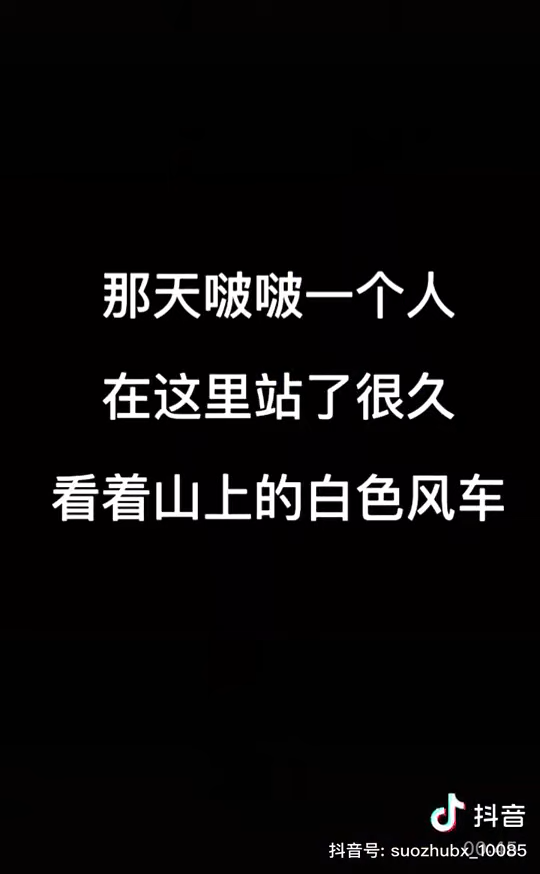 那天啵啵一个人
在这里站了很久
看着山上的白色风车
抖音
抖音号: suozhubx_10085